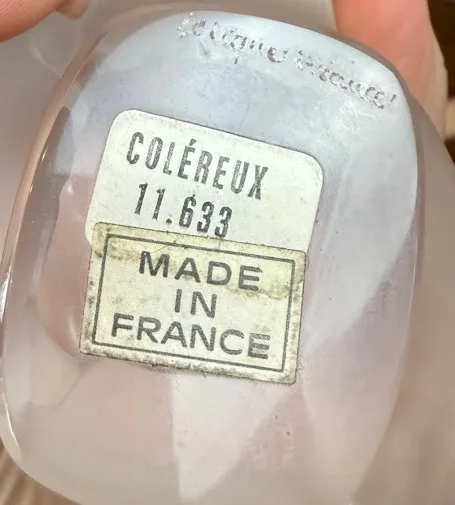 COLÉREUX
11.633
MADE
IN
FRANCE